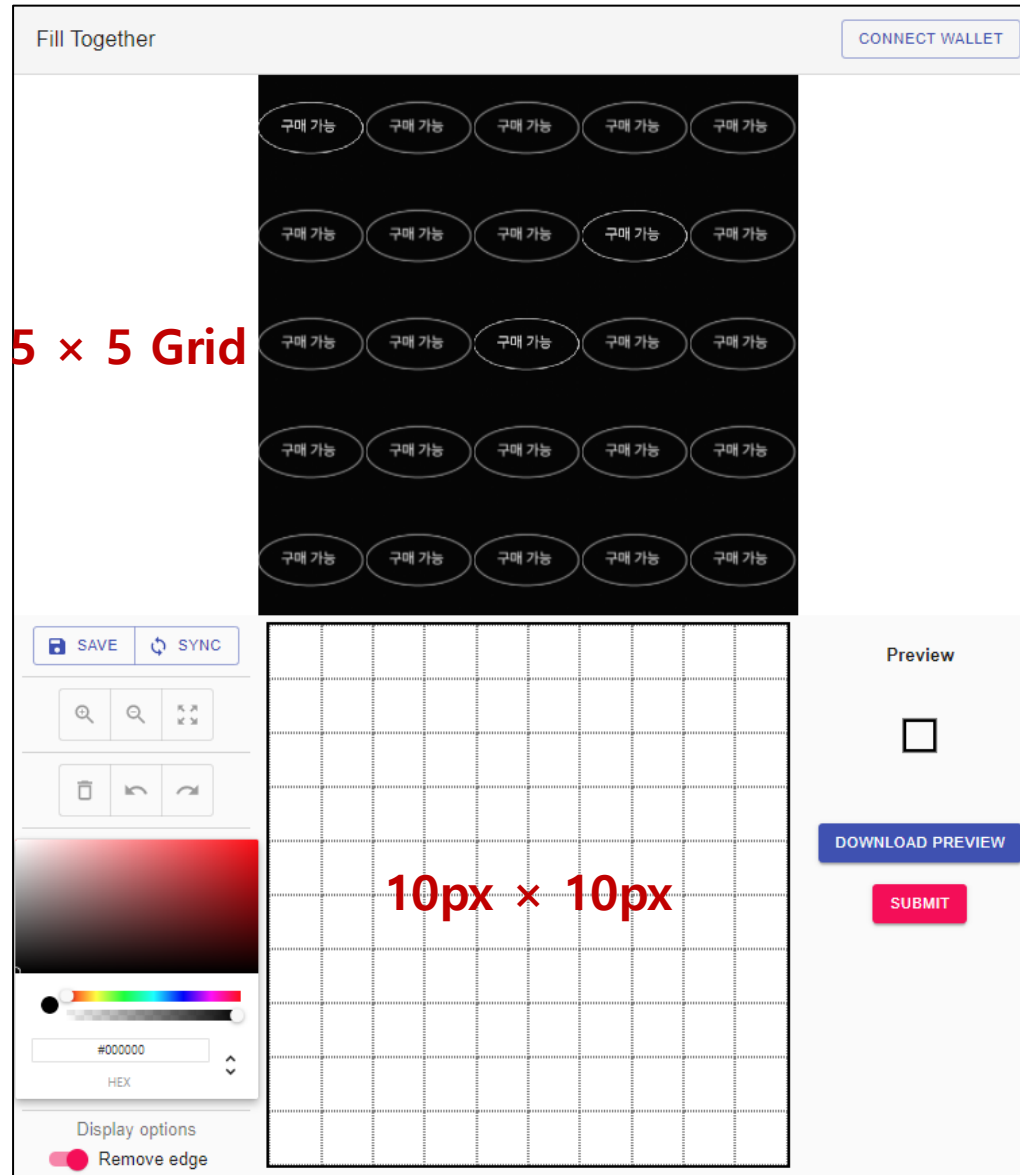 Fill Together
CONNECT WALLET
구매 가능 구매 가능 구매 가능 구매 가능 구매 가능
구매 가능 구매 가능 구매 가능 구매 가능 구매 가능
5 × 5 Grid
구매 가능 구매 가능 구매 가능 구매 가능 구매 가능
구매 가능 구매 가능 구매 가능 구매 가능 구매 가능
구매 가능 구매 가능 구매 가능 구매 가능 구매 가능
SAVE
SYNC
Preview
DOWNLOAD PREVIEW
10px × 10px
SUBMIT
#000000
HEX
Display options
Remove edge